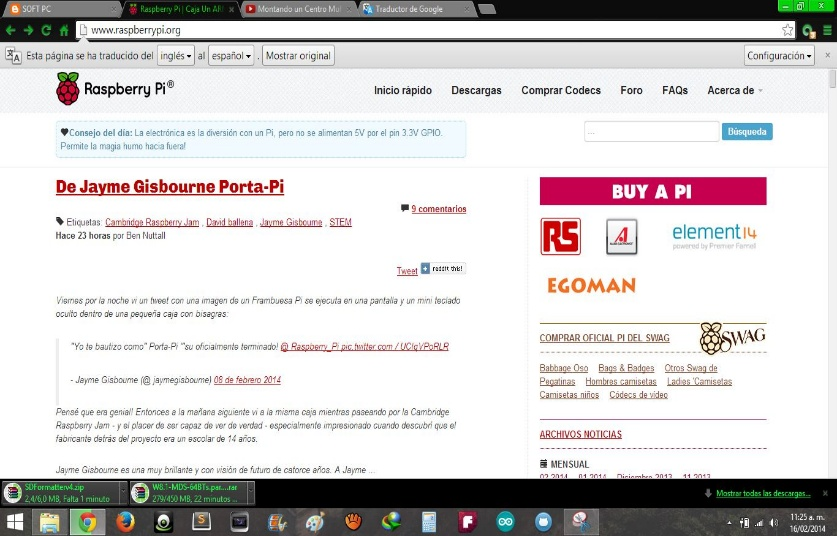 SOFT PC
Raspberry Pi | Caja Un Alt
Montando un Centro Mul
Traductor de Google
www.raspberrypi.org
Esta página se ha traducido del inglés al español . Mostrar original Configuración
Raspberry Pi®
Inicio rápido Descargas Comprar Codecs Foro FAQs Acerca de
Consejo del día: La electrónica es la diversión con un Pi, pero no se alimentan 5V por el pin 3.3V GPIO.
Permite la magia humo hacia fuera!
... Búsqueda
De Jayme Gisbourne Porta-Pi
9 comentarios
Etiquetas: Cambridge Raspberry Jam , David ballena , Jayme Gisbourne , STEM
Hace 23 horas por Ben Nuttall
Tweet reddit this!
Viernes por la noche vi un tweet con una imagen de un Frambuesa Pi se ejecuta en una pantalla y un mini teclado
oculto dentro de una pequeña caja con bisagras:
"Yo te bautizo como" Porta-Pi '"su oficialmente terminado! @ Raspberry_Pi pic.twitter.com / UCIqVPoRLR
- Jayme Gisbourne (@ jaymegisbourne) 08 de febrero 2014
Pensé que era genial! Entonces a la mañana siguiente vi a la misma caja mientras paseando por la Cambridge
Raspberry Jam - y el placer de ser capaz de ver de verdad - especialmente impresionado cuando descubrí que el
fabricante detrás del proyecto era un escolar de 14 años.
Jayme Gisbourne es una muy brillante y con visión de futuro de catorce años. A Jayme ...
BUY A PI
RS
element14
powered by Premier Farnell
EGOMAN
COMPRAR OFICIAL PI DEL SWAG
SWAG
Babbage Oso Bags & Badges Otros Swag de
Pegatinas Hombres camisetas Ladies 'Camisetas
Camisetas niños Códecs de vídeo
ARCHIVOS NOTICIAS
MENSUAL
02 2014 01 2014 Diciembre 2013 11 2013
SDFormatterv4.zip
2,4/6,0 MB, Falta 1 minuto
W8.1-MDS-64BTs.par....rar
279/450 MB, 22 minutos ...
Mostrar todas las descargas...
11:25 a. m.
16/02/2014